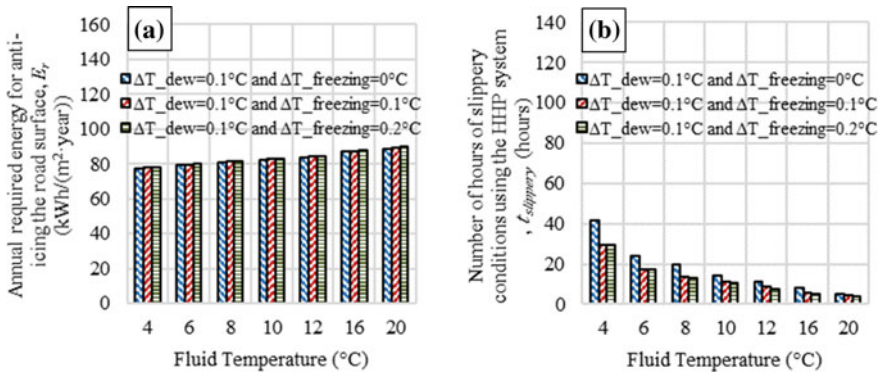 (a)
Annual required energy for anti-
icing the road surface, Er
(kWh/(m²·year))
160
140
120
100
80
60
40
20
0
ΔT_dew=0.1°C and ΔT_freezing=0°C
ΔT_dew=0.1°C and ΔT_freezing=0.1°C
ΔT_dew=0.1°C and ΔT_freezing=0.2°C
4 6 8 10 12 16 20
Fluid Temperature (°C)
(b)
Number of hours of slippery
conditions using the HHP system
, tslippery (hours)
140
120
100
80
60
40
20
0
ΔT_dew=0.1°C and ΔT_freezing=0°C
ΔT_dew=0.1°C and ΔT_freezing=0.1°C
ΔT_dew=0.1°C and ΔT_freezing=0.2°C
4 6 8 10 12 16 20
Fluid Temperature (°C)